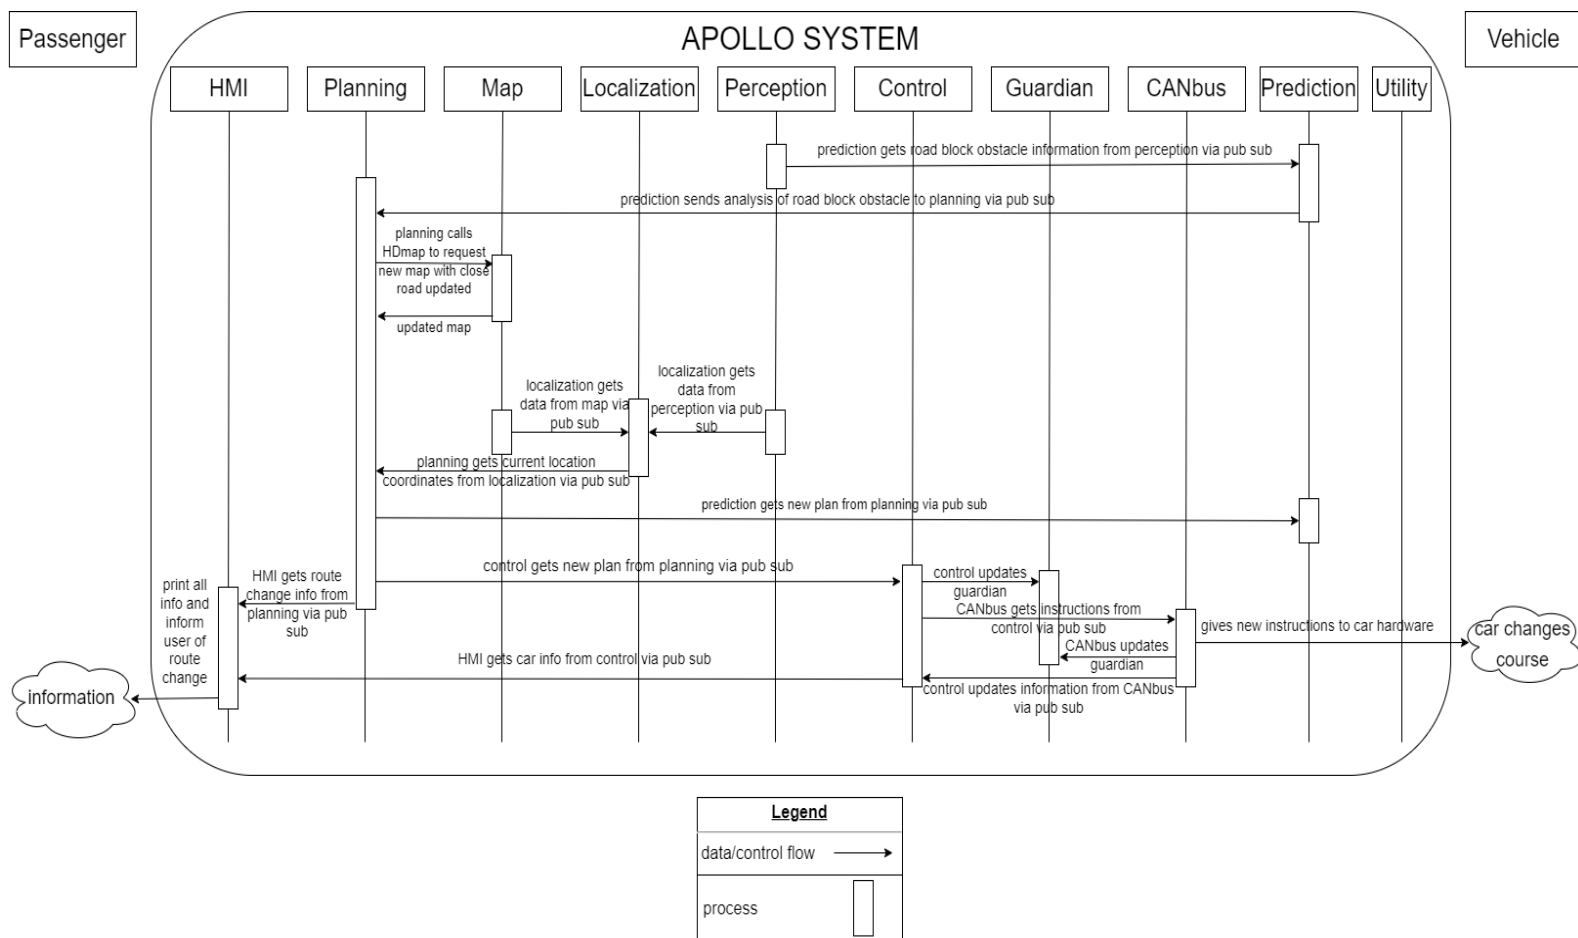 Passenger
APOLLO SYSTEM
Vehicle
HMI
Planning
Map
Localization
Perception
Control
Guardian
CANbus
Prediction
Utility
prediction gets road block obstacle information from perception via pub sub
prediction sends analysis of road block obstacle to planning via pub sub
planning calls
HDmap to request
new map with close
road updated
updated map
localization gets
data from map via
pub sub
localization gets
data from
perception via pub
sub
planning gets current location
coordinates from localization via pub sub
prediction gets new plan from planning via pub sub
control gets new plan from planning via pub sub
control updates
guardian
HMI gets route
change info from
planning via pub
sub
print all
info and
inform
user of
route
change
CANbus gets instructions from
control via pub sub
gives new instructions to car hardware
car changes
course
CANbus updates
guardian
HMI gets car info from control via pub sub
control updates information from CANbus
via pub sub
information
Legend
data/control flow
process